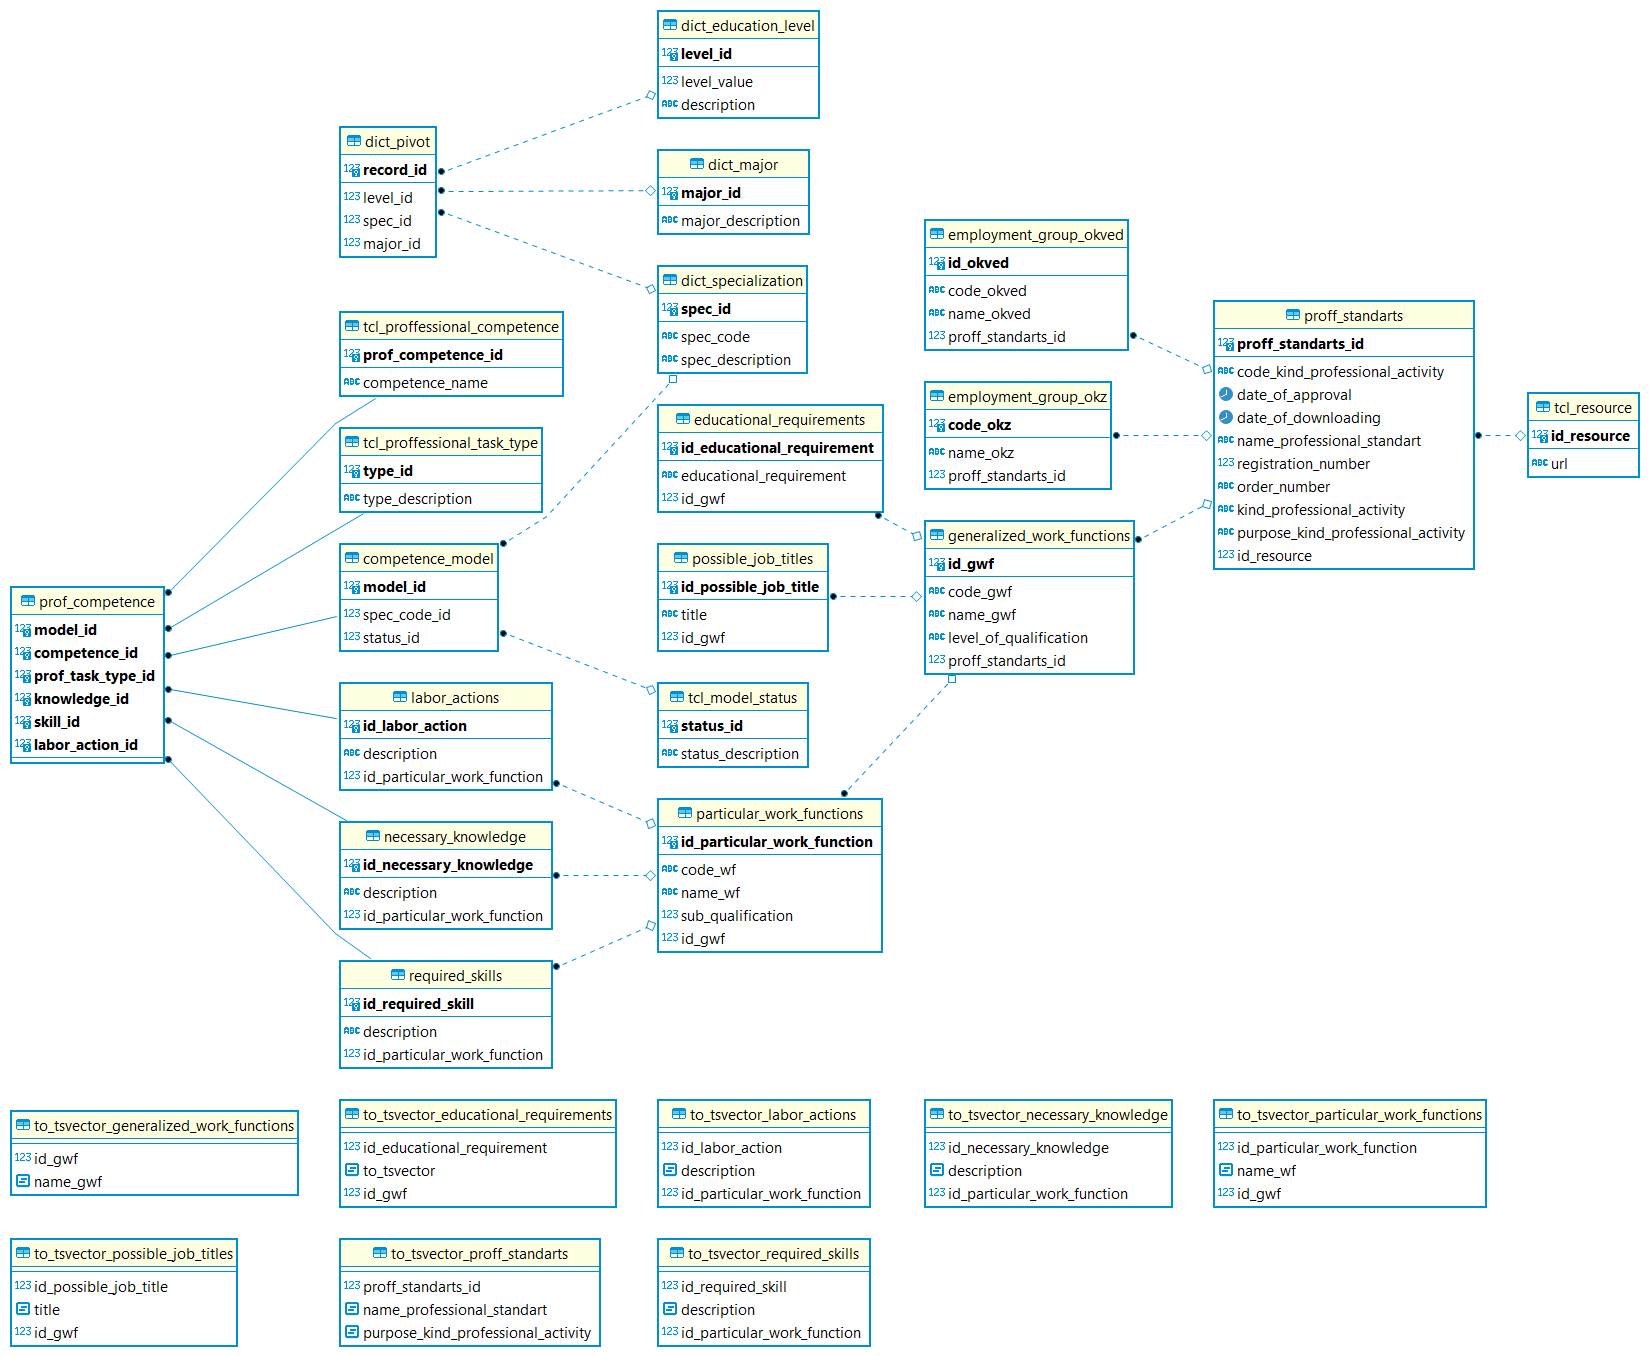 dict_education_level
123 level_id
123 level_value
ABC description
dict_pivot
123 record_id
123 level_id
123 spec_id
123 major_id
dict_major
123 major_id
ABC major_description
dict_specialization
123 spec_id
ABC spec_code
ABC spec_description
employment_group_okved
123 id_okved
ABC code_okved
ABC name_okved
123 proff_standarts_id
proff_standarts
123 proff_standarts_id
ABC code_kind_professional_activity
date_of_approval
date_of_downloading
ABC name_professional_standart
123 registration_number
ABC order_number
ABC kind_professional_activity
ABC purpose_kind_professional_activity
123 id_resource
tcl_resource
123 id_resource
ABC url
tcl_proffessional_competence
123 prof_competence_id
ABC competence_name
tcl_proffessional_task_type
123 type_id
ABC type_description
educational_requirements
123 id_educational_requirement
ABC educational_requirement
123 id_gwf
employment_group_okz
123 code_okz
ABC name_okz
123 proff_standarts_id
competence_model
123 model_id
123 spec_code_id
123 status_id
possible_job_titles
123 id_possible_job_title
ABC title
123 id_gwf
generalized_work_functions
123 id_gwf
ABC code_gwf
ABC name_gwf
ABC level_of_qualification
123 proff_standarts_id
prof_competence
123 model_id
123 competence_id
123 prof_task_type_id
123 knowledge_id
123 skill_id
123 labor_action_id
labor_actions
123 id_labor_action
ABC description
123 id_particular_work_function
tcl_model_status
123 status_id
ABC status_description
necessary_knowledge
123 id_necessary_knowledge
ABC description
123 id_particular_work_function
particular_work_functions
123 id_particular_work_function
ABC code_wf
ABC name_wf
123 sub_qualification
123 id_gwf
required_skills
123 id_required_skill
ABC description
123 id_particular_work_function
to_tsvector_generalized_work_functions
123 id_gwf
name_gwf
to_tsvector_educational_requirements
123 id_educational_requirement
to_tsvector
123 id_gwf
to_tsvector_labor_actions
123 id_labor_action
description
123 id_particular_work_function
to_tsvector_necessary_knowledge
123 id_necessary_knowledge
description
123 id_particular_work_function
to_tsvector_particular_work_functions
123 id_particular_work_function
name_wf
123 id_gwf
to_tsvector_possible_job_titles
123 id_possible_job_title
title
123 id_gwf
to_tsvector_proff_standarts
123 proff_standarts_id
name_professional_standart
purpose_kind_professional_activity
to_tsvector_required_skills
123 id_required_skill
description
123 id_particular_work_function